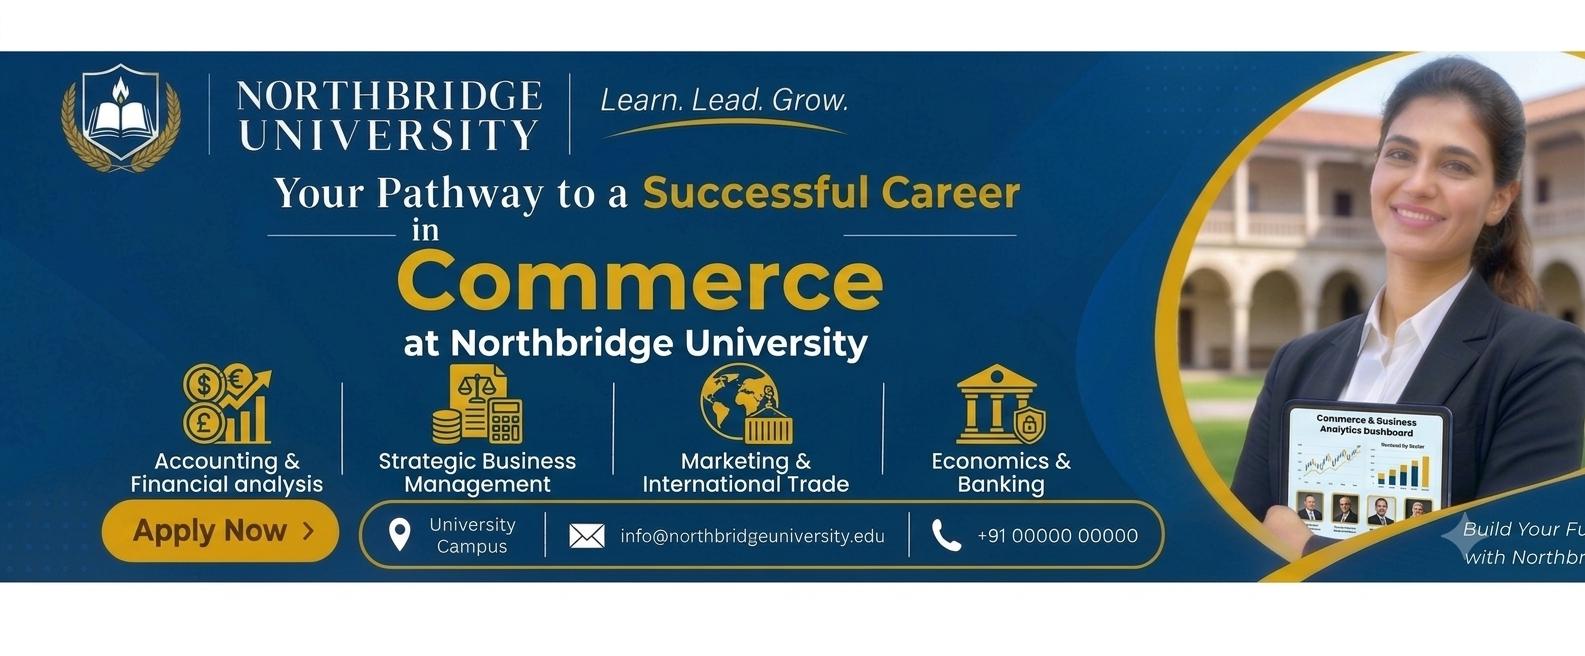 NORTHBRIDGE
UNIVERSITY
Learn. Lead. Grow.
Your Pathway to a Successful Career
in
Commerce
at Northbridge University
Accounting &
Financial analysis
Strategic Business
Management
Marketing &
International Trade
Economics &
Banking
Apply Now
University
Campus
info@northbridgeuniversity.edu
+91 00000 00000
Commerce & Business
Analytics Dashboard
Build Your Fu
with Northbr